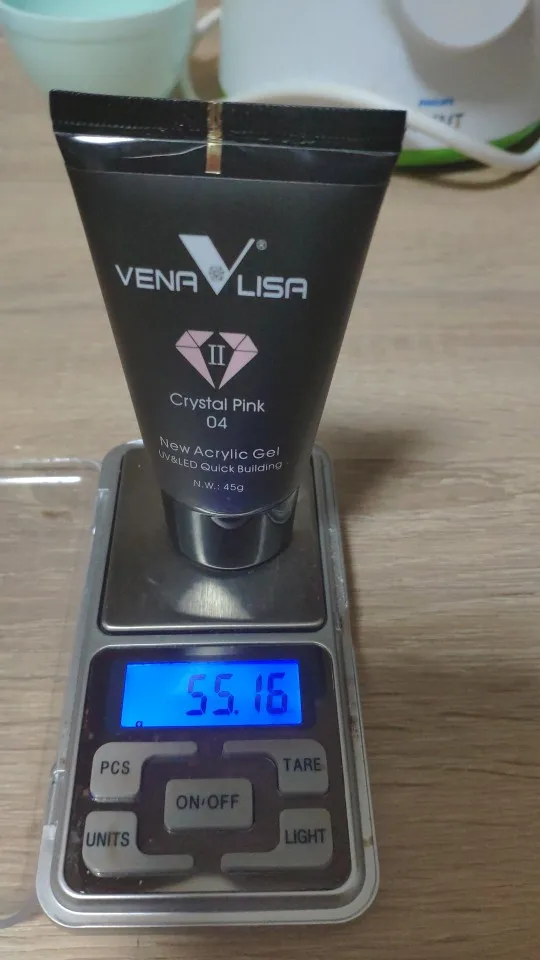 PHILIPS
VENA V LISA ®
II
Crystal Pink
04
New Acrylic Gel
UV&LED Quick Building
N.W.: 45g
55.16
g
PCS
TARE
ON/OFF
UNITS
LIGHT